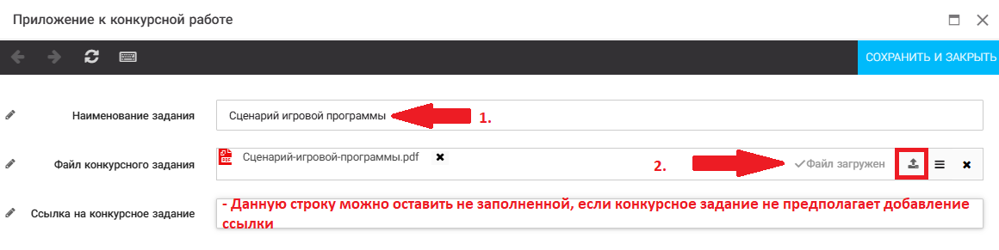 Приложение к конкурсной работе
СОХРАНИТЬ И ЗАКРЫТЬ
Наименование задания
Сценарий игровой программы
1.
Файл конкурсного задания
Сценарий-игровой-программы.pdf
2.
Файл загружен
Ссылка на конкурсное задание
- Данную строку можно оставить не заполненной, если конкурсное задание не предполагает добавление
ссылки